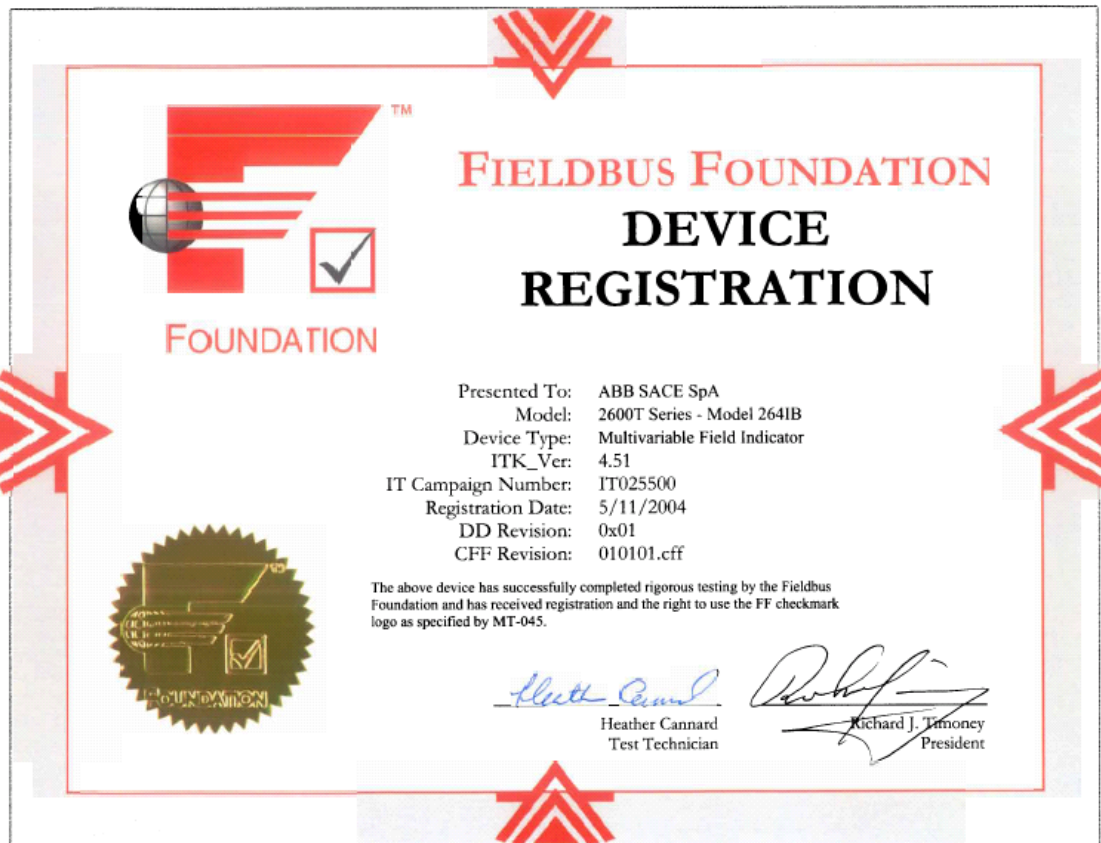 TM
FOUNDATION
FIELDBUS FOUNDATION
DEVICE
REGISTRATION
Presented To: ABB SACE SpA
Model: 2600T Series - Model 264IB
Device Type: Multivariable Field Indicator
ITK_Ver: 4.51
IT Campaign Number: IT025500
Registration Date: 5/11/2004
DD Revision: 0x01
CFF Revision: 010101.cff
The above device has successfully completed rigorous testing by the Fieldbus
Foundation and has received registration and the right to use the FF checkmark
logo as specified by MT-045.
FOUNDATION
Heather Cannard
Test Technician
Richard J. Timoney
President